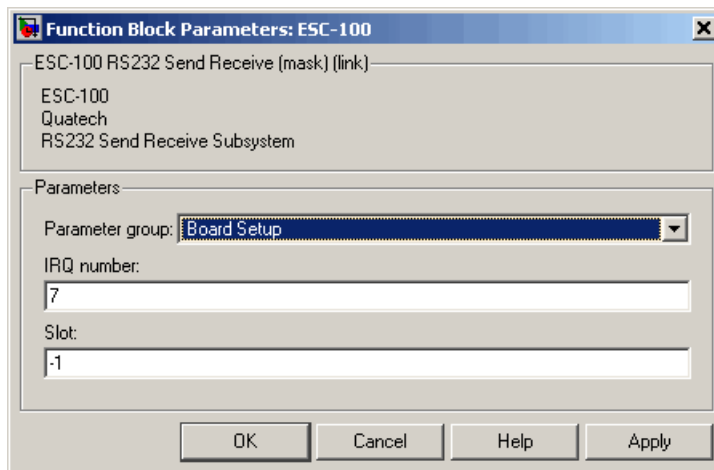 Function Block Parameters: ESC-100
ESC-100 RS232 Send Receive (mask) (link)
ESC-100
Quatech
RS232 Send Receive Subsystem
Parameters
Parameter group: Board Setup
IRQ number:
7
Slot:
-1
OK Cancel Help Apply